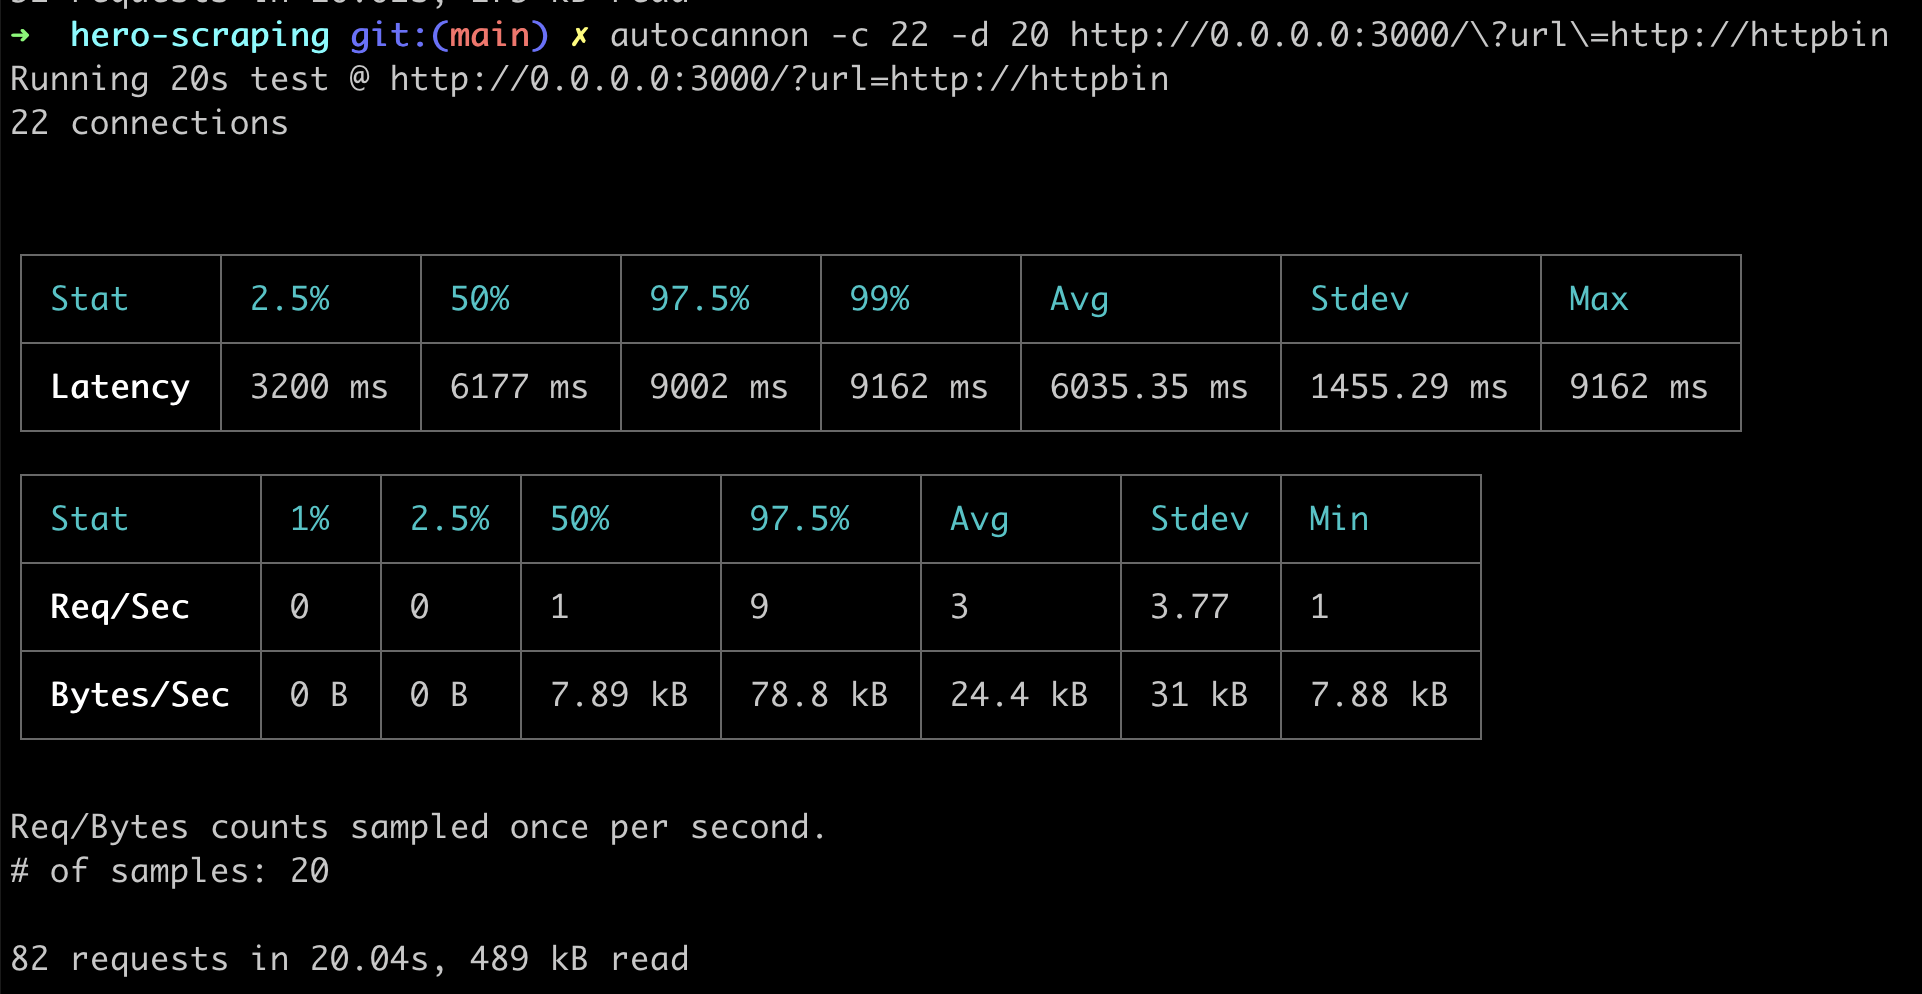 ➜ hero-scraping git:(main) ✗ autocannon -c 22 -d 20 http://0.0.0.0:3000/\?url\=http://httpbin
Running 20s test @ http://0.0.0.0:3000/?url=http://httpbin
22 connections
Stat 2.5% 50% 97.5% 99% Avg Stdev Max
Latency 3200 ms 6177 ms 9002 ms 9162 ms 6035.35 ms 1455.29 ms 9162 ms
Stat 1% 2.5% 50% 97.5% Avg Stdev Min
Req/Sec 0 0 1 9 3 3.77 1
Bytes/Sec 0 B 0 B 7.89 kB 78.8 kB 24.4 kB 31 kB 7.88 kB
Req/Bytes counts sampled once per second.
# of samples: 20
82 requests in 20.04s, 489 kB read